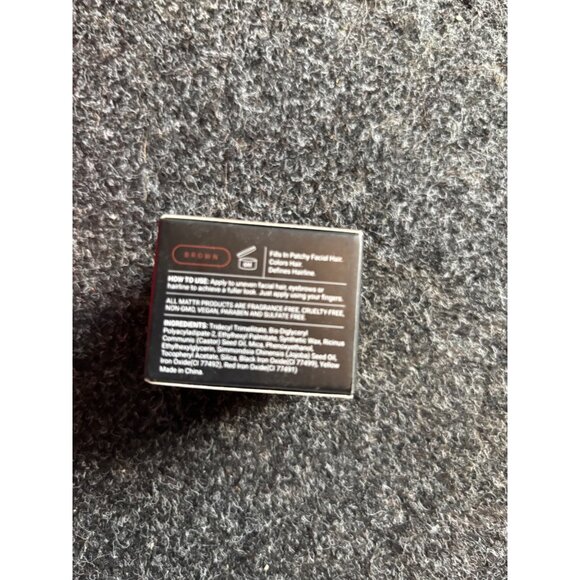 BROWN
Fills In Patchy Facial Hair.
Colors Hair.
Defines Hairline
HOW TO USE: Apply to uneven facial hair, eyebrows or
hairline to achieve a fuller look. Just apply using your fingers.
ALL MATTR PRODUCTS ARE FRAGRANCE-FREE, CRUELTY-FREE,
NON-GMO, VEGAN, PARABEN AND SULFATE FREE
INGREDIENTS: Tridecyl Trimellitate, Bis-Diglyceryl
Polyacyladipate-2, Ethylhexyl Palmitate, Synthetic Wax, Ricinus
Communis (Castor) Seed Oil, Mica, Phenoxyethanol,
Ethylhexylglycerin, Simmondsia Chinensis (Jojoba) Seed Oil,
Tocopheryl Acetate, Silica, Black Iron Oxide(CI 77499), Yellow
Iron Oxide(CI 77492), Red Iron Oxide(CI 77491)
Made in China.